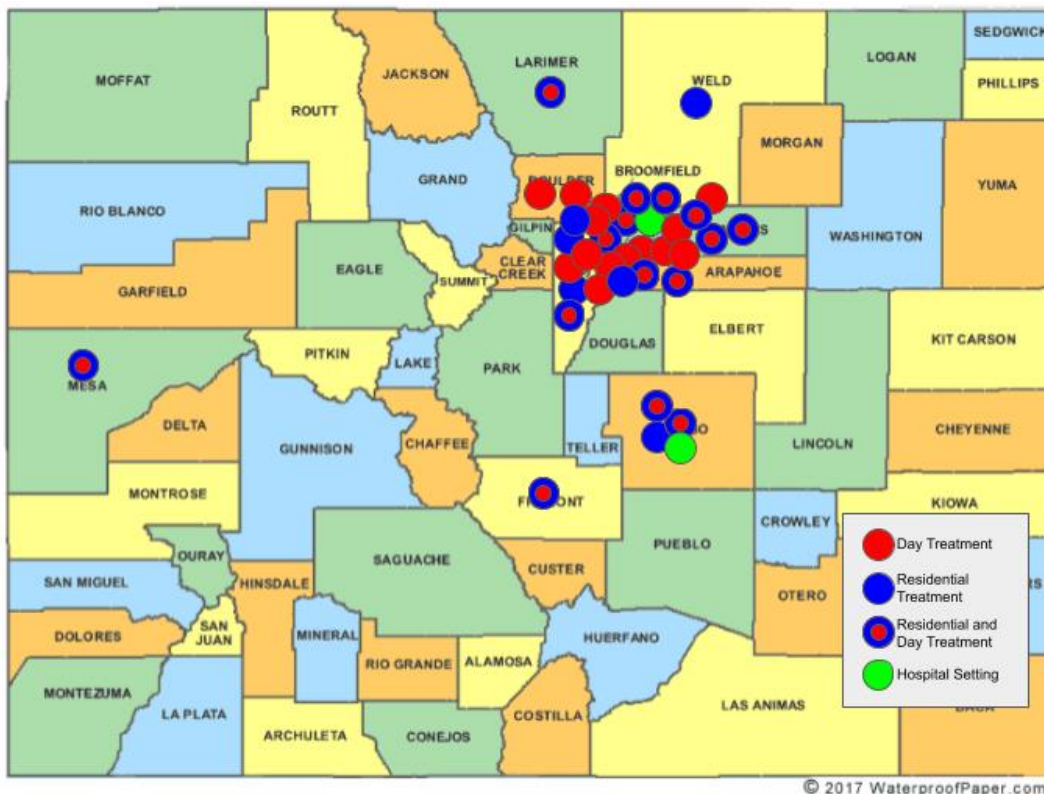 SEDGWICK
LOGAN
LARIMER
JACKSON
MOFFAT
WELD
PHILLIPS
ROUTT
MORGAN
BROOMFIELD
GRAND
YUMA
RIO BLANCO
GILPIN
WASHINGTON
CLEAR
CREEK
EAGLE
ARAPAHOE
SUMMIT
GARFIELD
ELBERT
KIT CARSON
PITKIN
LAKE
DOUGLAS
PARK
MESA
DELTA
CHAFFEE
TELLER
LINCOLN
CHEYENNE
GUNNISON
MONTROSE
KIOWA
CROWLEY
OURAY
SAGUACHE
PUEBLO
Day Treatment
CUSTER
SAN MIGUEL
HINSDALE
OTERO
Residential
Treatment
SAN
JUAN
DOLORES
MINERAL
HUERFANO
Residential and
Day Treatment
RIO GRANDE
ALAMOSA
Hospital Setting
MONTEZUMA
LA PLATA
COSTILLA
LAS ANIMAS
ARCHULETA
CONEJOS
© 2017 WaterproofPaper.com